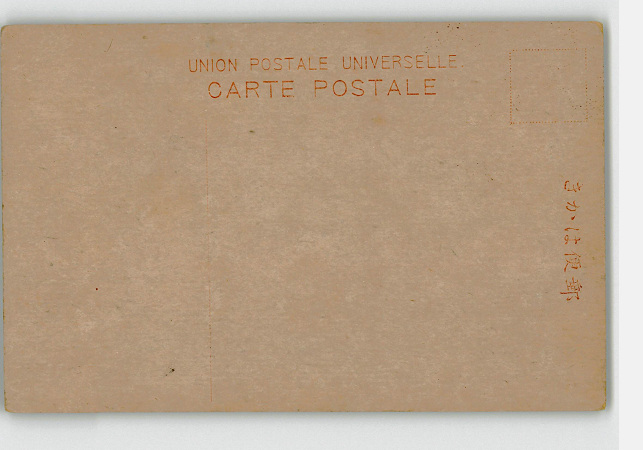 UNION POSTALE UNIVERSELLE
CARTE POSTALE
郵便はかき